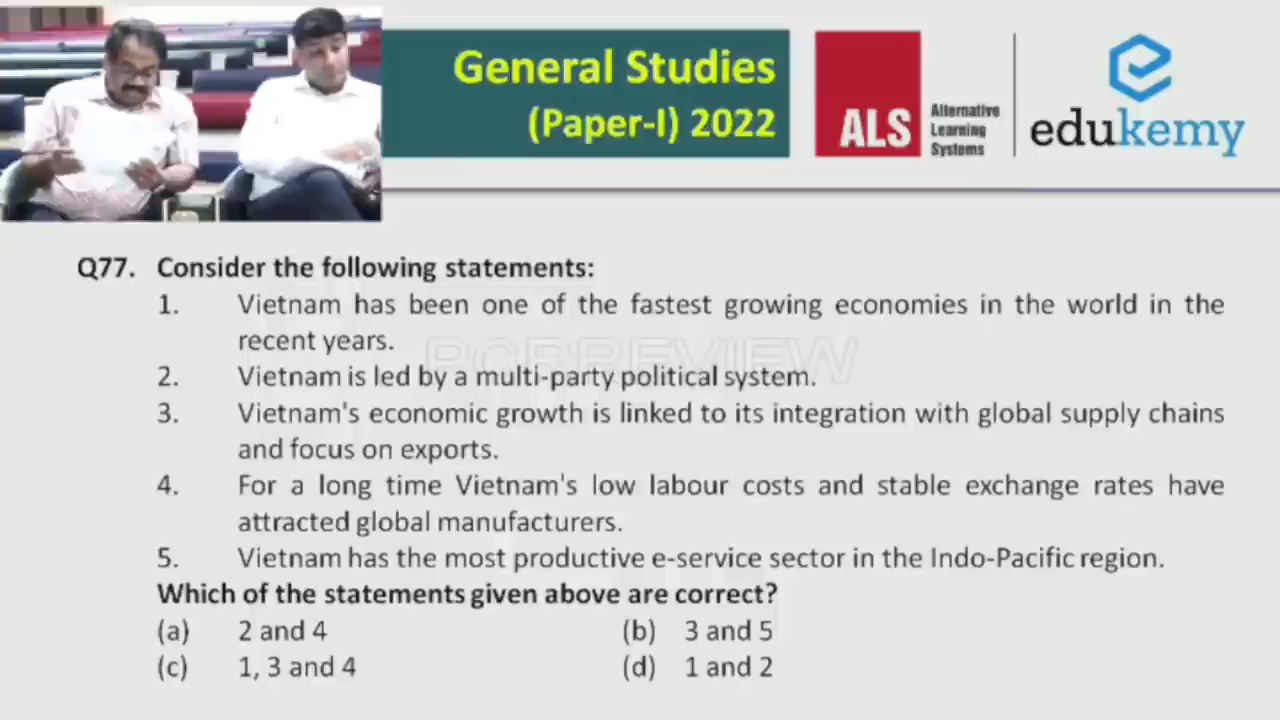 General Studies
(Paper-I) 2022
ALS
Alternative
Learning
Systems
edukemy
Q77. Consider the following statements:
1. Vietnam has been one of the fastest growing economies in the world in the
recent years.
2. Vietnam is led by a multi-party political system.
3. Vietnam's economic growth is linked to its integration with global supply chains
and focus on exports.
4. For a long time Vietnam's low labour costs and stable exchange rates have
attracted global manufacturers.
5. Vietnam has the most productive e-service sector in the Indo-Pacific region.
Which of the statements given above are correct?
(a) 2 and 4 (b) 3 and 5
(c) 1, 3 and 4 (d) 1 and 2